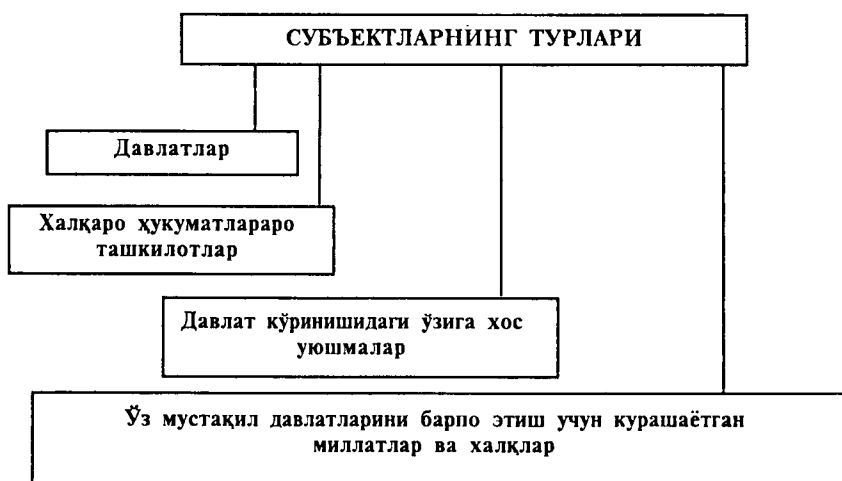 СУБЪЕКТЛАРНИНГ ТУРЛАРИ
Давлатлар
Халқаро ҳукуматлараро
ташкилотлар
Давлат кўринишидаги ўзига хос
уюшмалар
Ўз мустақил давлатларини барпо этиш учун курашаётган
миллатлар ва халқлар